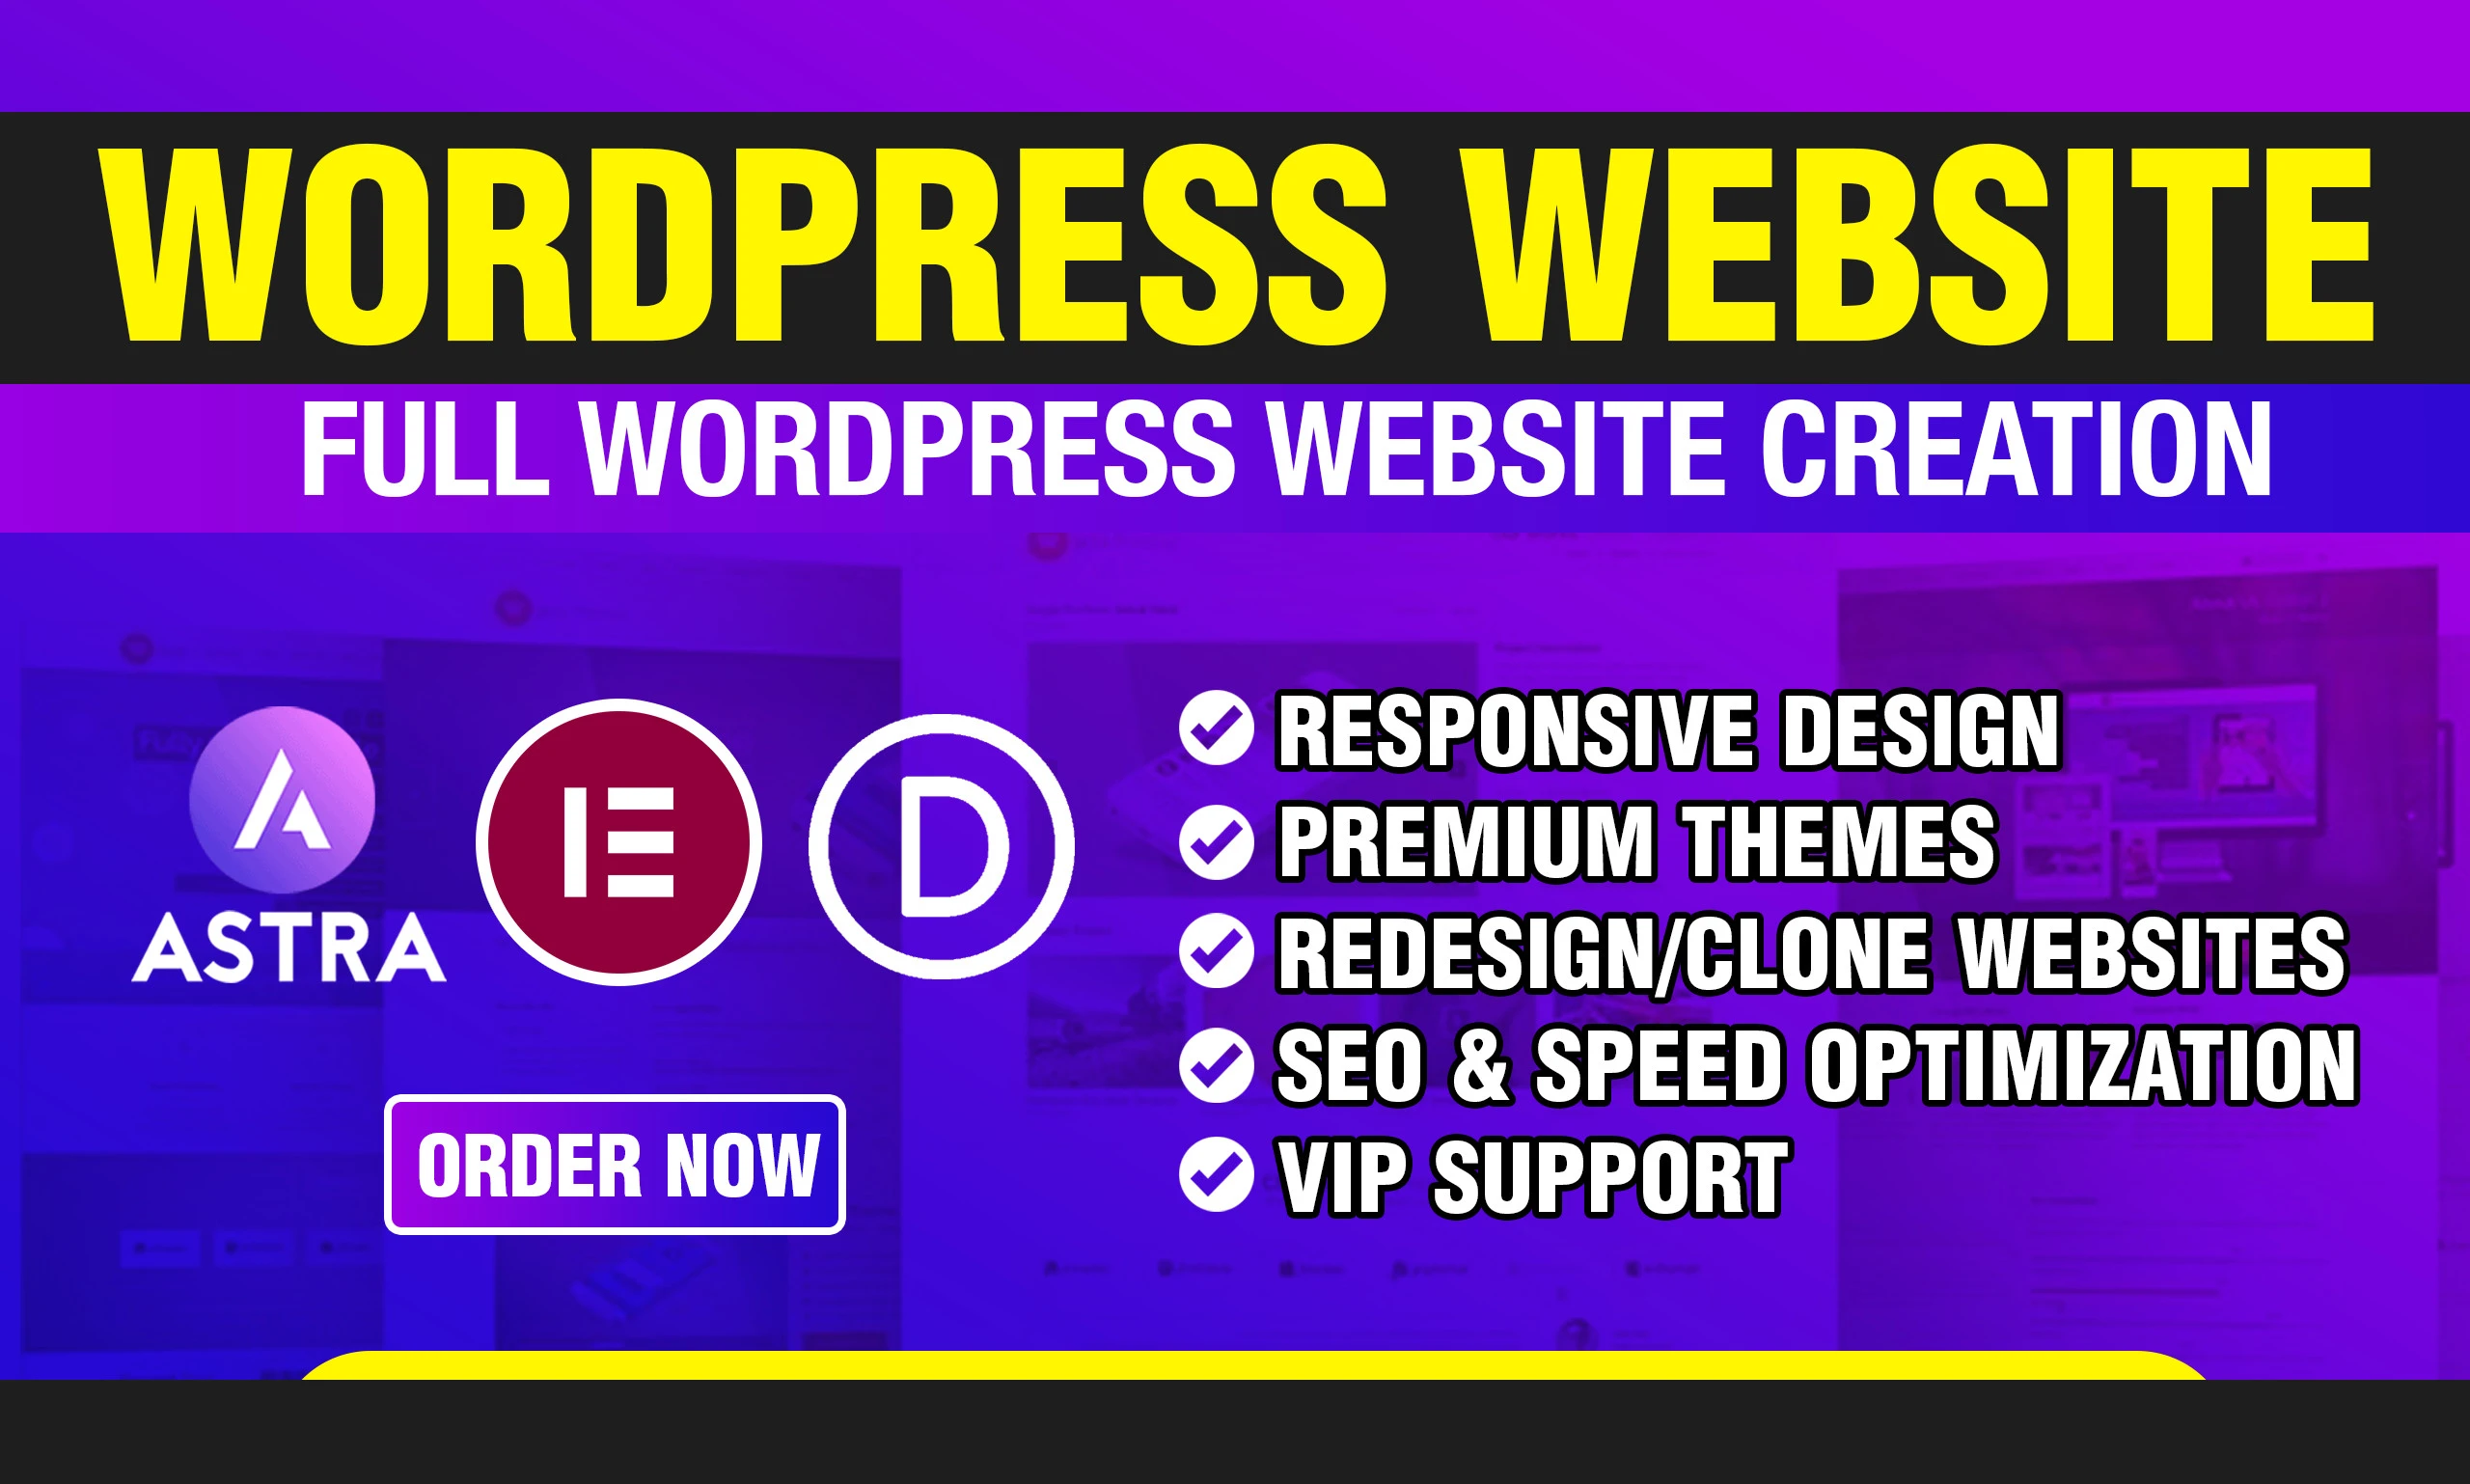 WORDPRESS WEBSITE
FULL WORDPRESS WEBSITE CREATION
ASTRA
RESPONSIVE DESIGN
PREMIUM THEMES
REDESIGN/CLONE WEBSITES
SEO & SPEED OPTIMIZATION
VIP SUPPORT
ORDER NOW